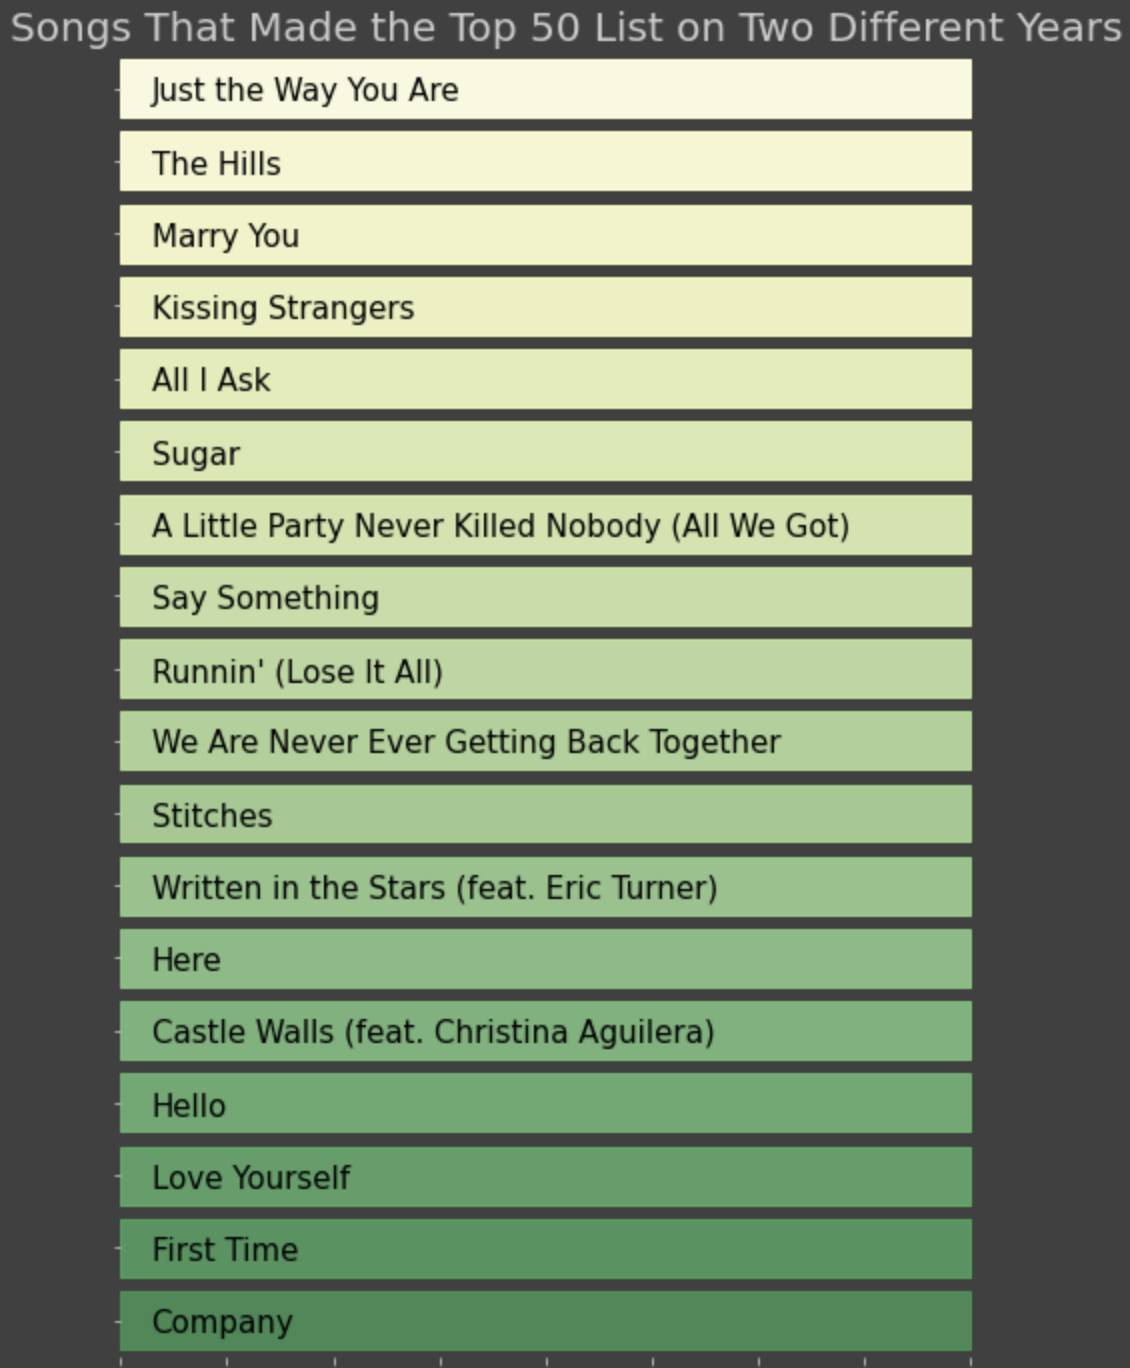 Songs That Made the Top 50 List on Two Different Years
Just the Way You Are
The Hills
Marry You
Kissing Strangers
All I Ask
Sugar
A Little Party Never Killed Nobody (All We Got)
Say Something
Runnin' (Lose It All)
We Are Never Ever Getting Back Together
Stitches
Written in the Stars (feat. Eric Turner)
Here
Castle Walls (feat. Christina Aguilera)
Hello
Love Yourself
First Time
Company